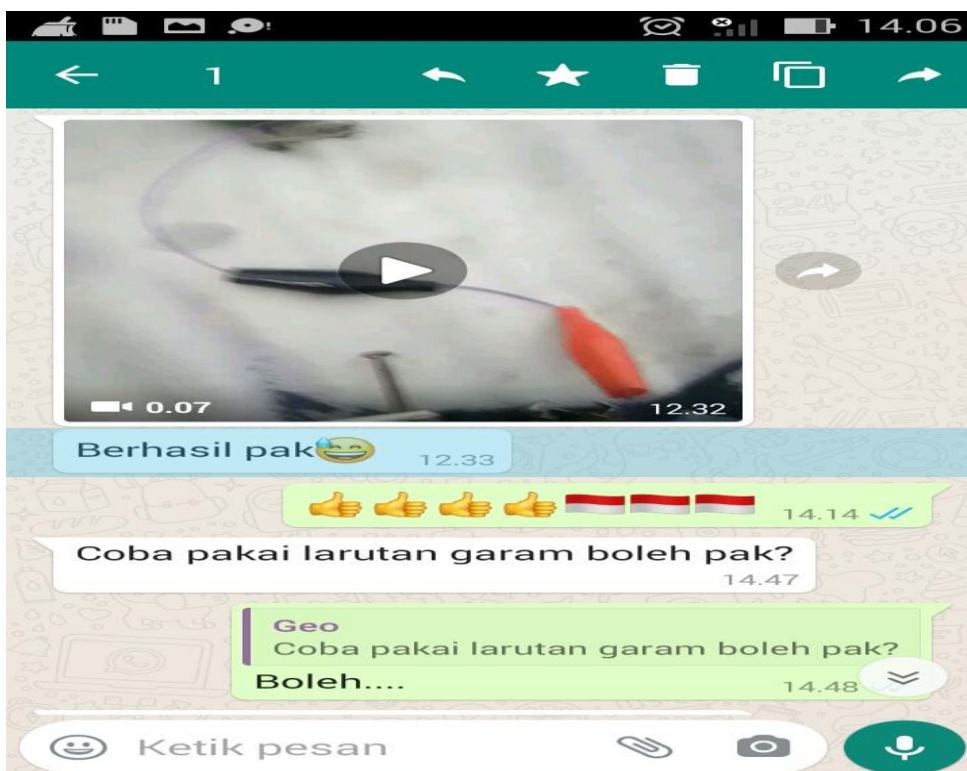 14.06
1
0.07
12.32
Berhasil pak😅
12.33
👍👍👍👍🇮🇩🇮🇩🇮🇩
14.14
Coba pakai larutan garam boleh pak?
14.47
Geo
Coba pakai larutan garam boleh pak?
Boleh....
14.48
Ketik pesan